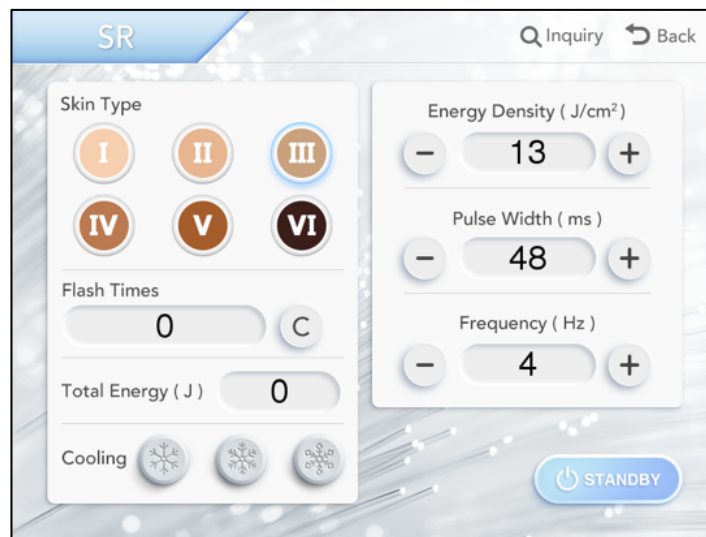 SR
Inquiry
Back
Skin Type
I II III
IV V VI
Flash Times
0 C
Total Energy ( J ) 0
Cooling
Energy Density ( J/cm² )
− 13 +
Pulse Width ( ms )
− 48 +
Frequency ( Hz )
− 4 +
STANDBY